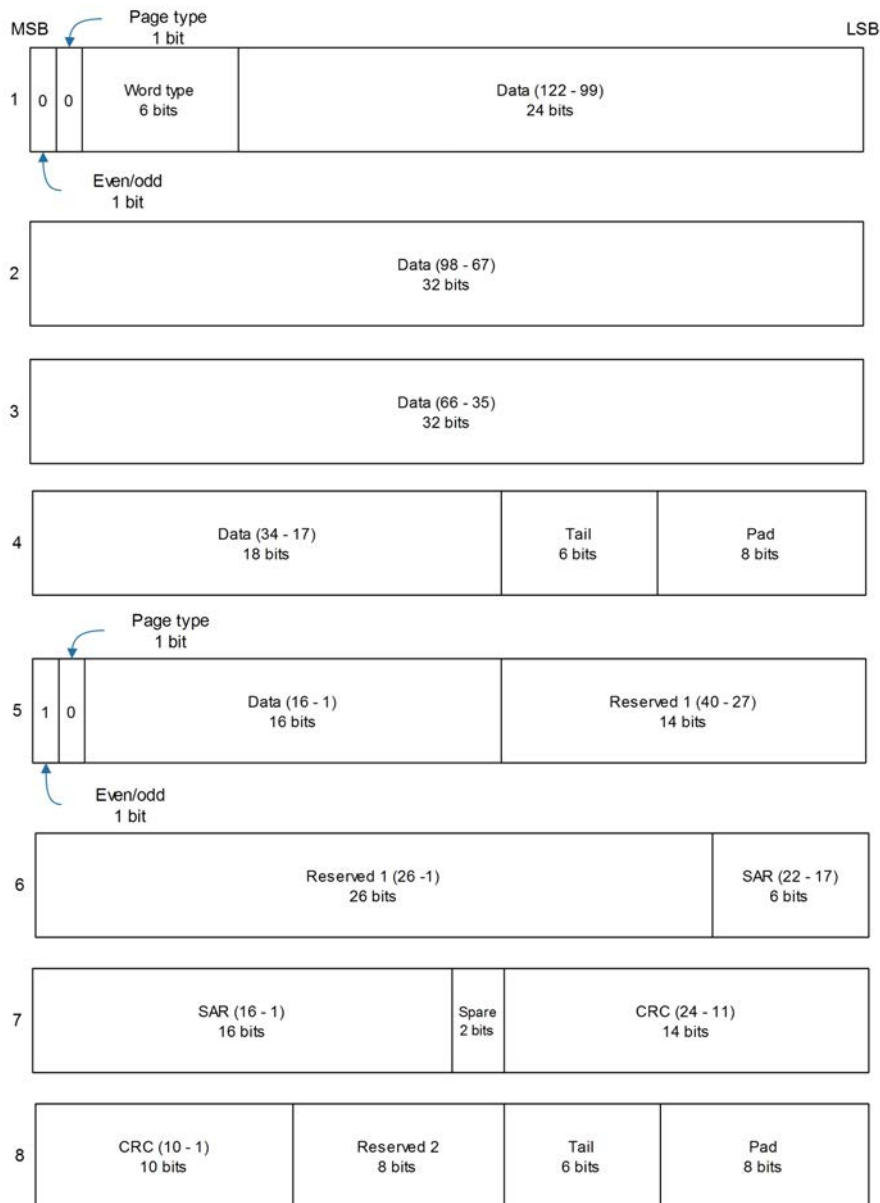 Page type
1 bit
MSB
LSB
1
0
0
Word type
6 bits
Data (122 - 99)
24 bits
Even/odd
1 bit
2
Data (98 - 67)
32 bits
3
Data (66 - 35)
32 bits
4
Data (34 - 17)
18 bits
Tail
6 bits
Pad
8 bits
Page type
1 bit
5
1
0
Data (16 - 1)
16 bits
Reserved 1 (40 - 27)
14 bits
Even/odd
1 bit
6
Reserved 1 (26 -1)
26 bits
SAR (22 - 17)
6 bits
7
SAR (16 - 1)
16 bits
Spare
2 bits
CRC (24 - 11)
14 bits
8
CRC (10 - 1)
10 bits
Reserved 2
8 bits
Tail
6 bits
Pad
8 bits